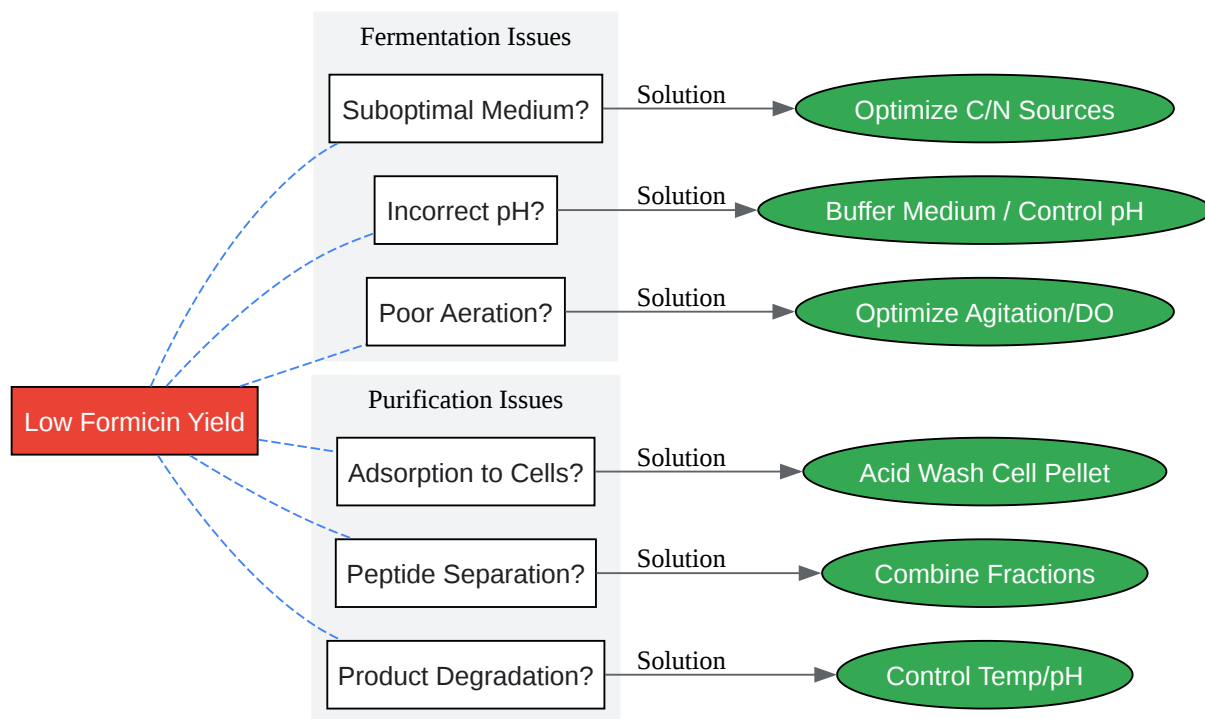 Fermentation Issues
Suboptimal Medium?
Solution
Optimize C/N Sources
Incorrect pH?
Solution
Buffer Medium / Control pH
Poor Aeration?
Solution
Optimize Agitation/DO
Low Formicin Yield
Purification Issues
Adsorption to Cells?
Solution
Acid Wash Cell Pellet
Peptide Separation?
Solution
Combine Fractions
Product Degradation?
Solution
Control Temp/pH